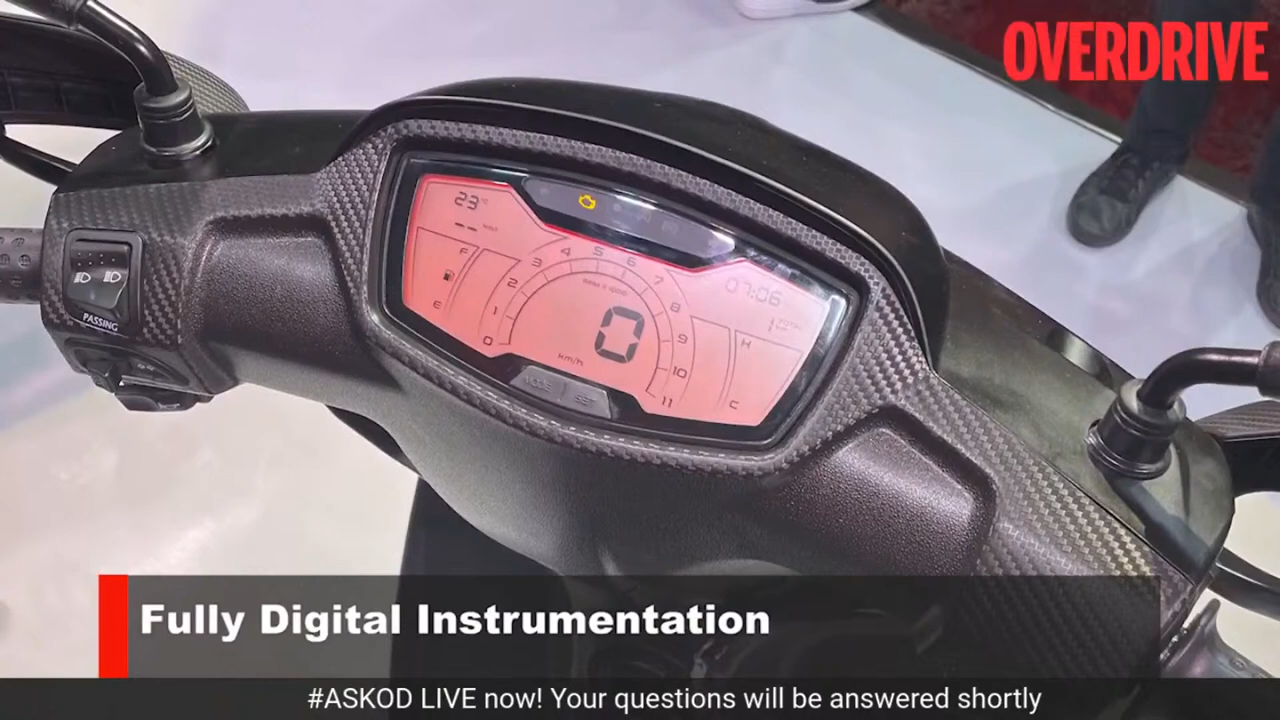 OVERDRIVE
23°c
F
E
07:06
TOTAL
H
C
0
1
2
3
4
5
6
7
8
9
10
11
0
km/h
MODE
SET
PASSING
Fully Digital Instrumentation
#ASKOD LIVE now! Your questions will be answered shortly